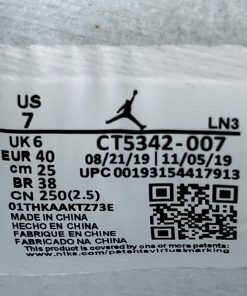 US
7
LN3
UK 6
EUR 40
cm 25
BR 38
CN 250(2.5)
CT5342-007
08/21/19 | 11/05/19
UPC 00193154417913
01THKAAKTZ73E
MADE IN CHINA
HECHO EN CHINA
FABRIQUE EN CHINE
FABRICADO NA CHINA
This product is covered by one or more patents.
www.nike.com/patentsvirtualmarking